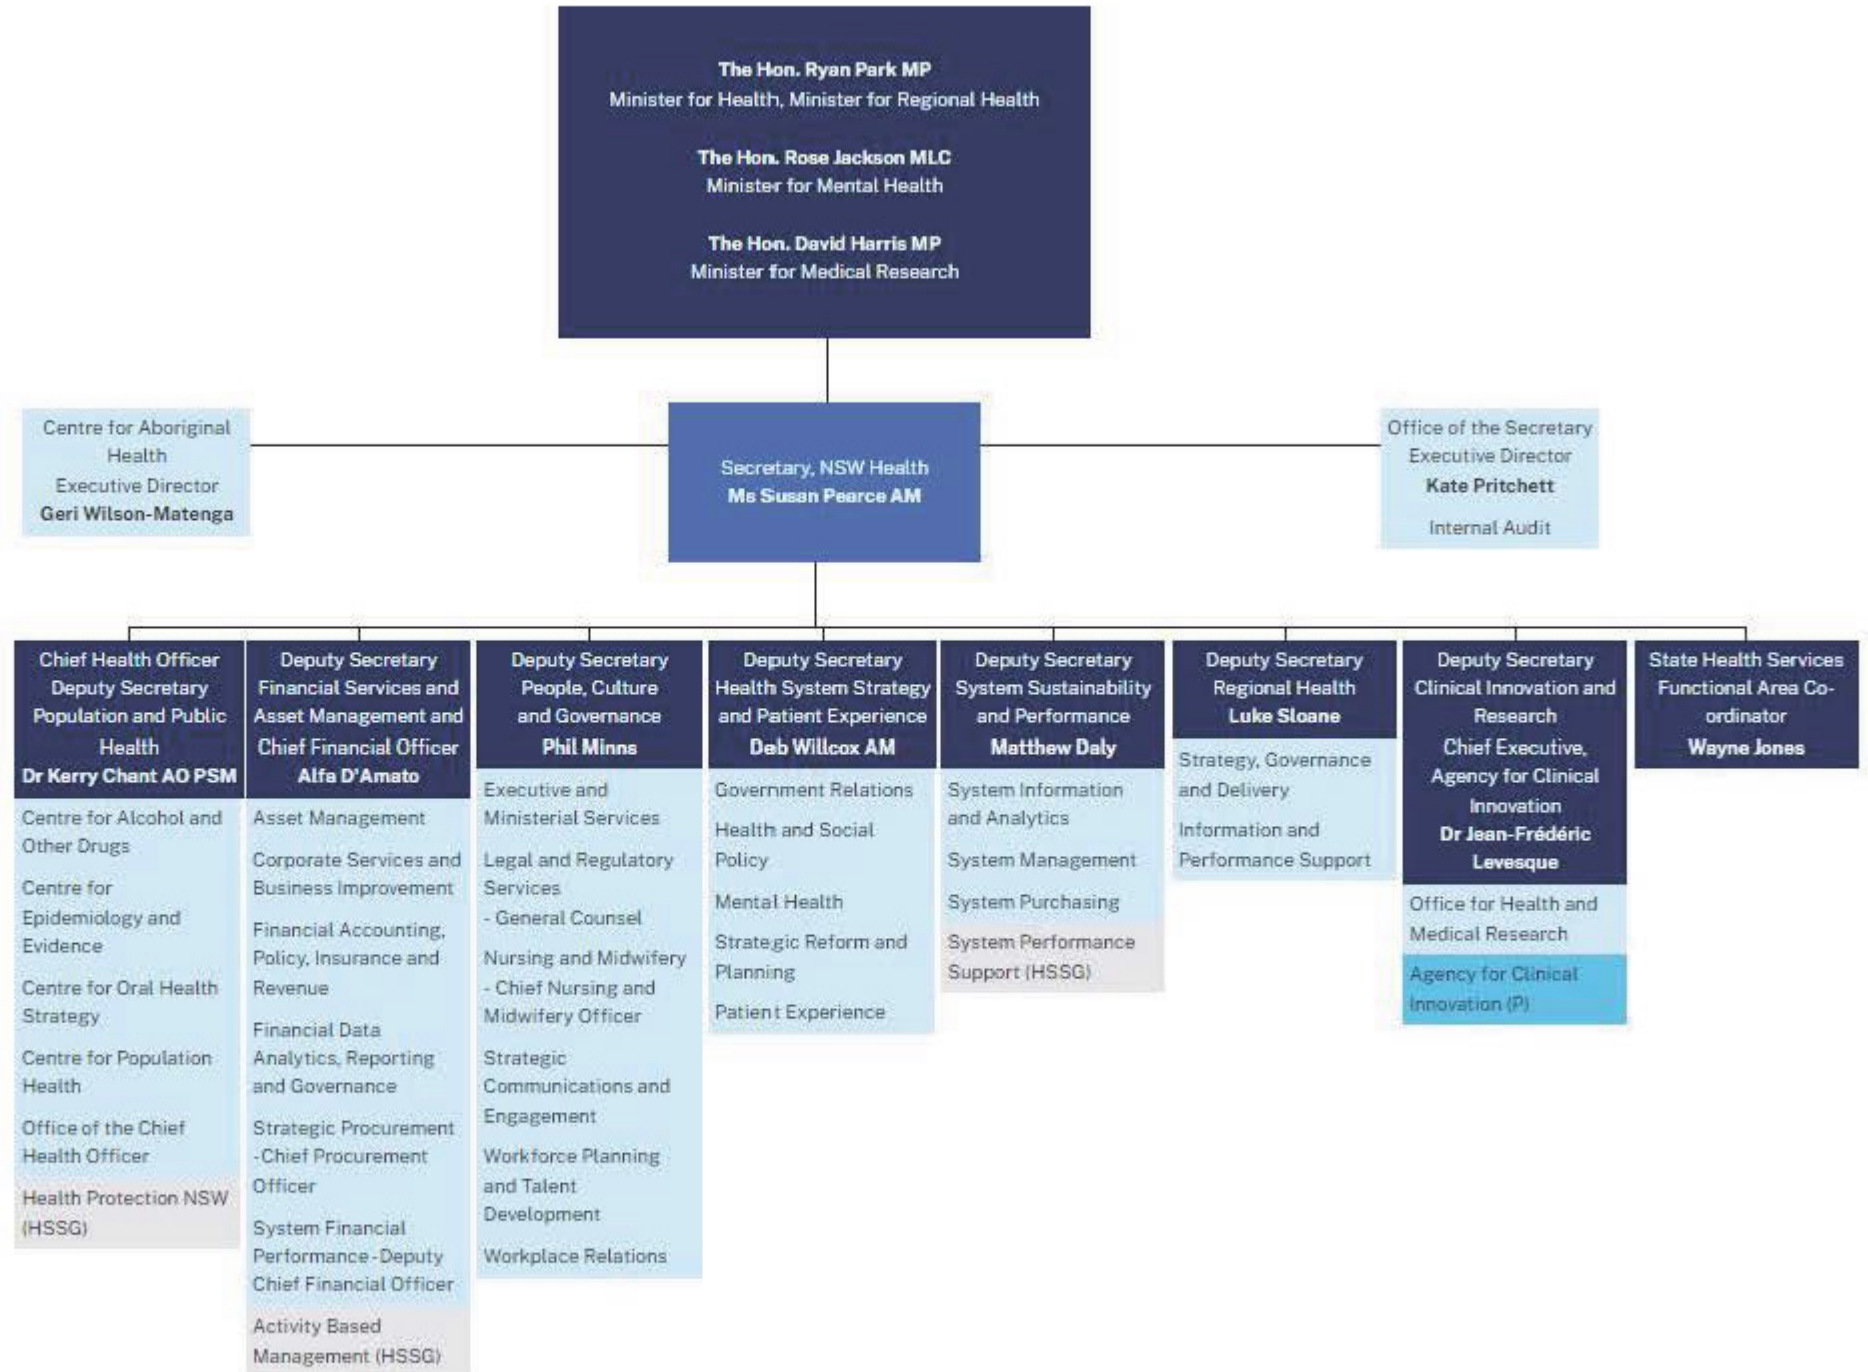 The Hon. Ryan Park MP
Minister for Health, Minister for Regional Health
The Hon. Rose Jackson MLC
Minister for Mental Health
The Hon. David Harris MP
Minister for Medical Research
Centre for Aboriginal
Health
Executive Director
Geri Wilson-Matenga
Secretary, NSW Health
Ms Susan Pearce AM
Office of the Secretary
Executive Director
Kate Pritchett
Internal Audit
Chief Health Officer
Deputy Secretary
Population and Public
Health
Dr Kerry Chant AO PSM
Centre for Alcohol and
Other Drugs
Centre for
Epidemiology and
Evidence
Centre for Oral Health
Strategy
Centre for Population
Health
Office of the Chief
Health Officer
Health Protection NSW
(HSSG)
Deputy Secretary
Financial Services and
Asset Management and
Chief Financial Officer
Alfa D'Amato
Asset Management
Corporate Services and
Business Improvement
Financial Accounting,
Policy, Insurance and
Revenue
Financial Data
Analytics, Reporting
and Governance
Strategic Procurement
-Chief Procurement
Officer
System Financial
Performance -Deputy
Chief Financial Officer
Activity Based
Management (HSSG)
Deputy Secretary
People, Culture
and Governance
Phil Minns
Executive and
Ministerial Services
Legal and Regulatory
Services
- General Counsel
Nursing and Midwifery
- Chief Nursing and
Midwifery Officer
Strategic
Communications and
Engagement
Workforce Planning
and Talent
Development
Workplace Relations
Deputy Secretary
Health System Strategy
and Patient Experience
Deb Willcox AM
Government Relations
Health and Social
Policy
Mental Health
Strategic Reform and
Planning
Patient Experience
Deputy Secretary
System Sustainability
and Performance
Matthew Daly
System Information
and Analytics
System Management
System Purchasing
System Performance
Support (HSSG)
Deputy Secretary
Regional Health
Luke Sloane
Strategy, Governance
and Delivery
Information and
Performance Support
Deputy Secretary
Clinical Innovation and
Research
Chief Executive,
Agency for Clinical
Innovation
Dr Jean-Frédéric
Levesque
Office for Health and
Medical Research
Agency for Clinical
Innovation (P)
State Health Services
Functional Area Co-
ordinator
Wayne Jones